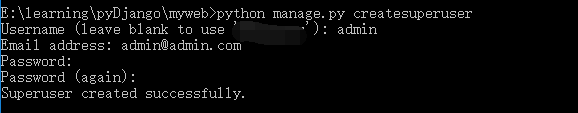 E:\learning\pyDjango\myweb>python manage.py createsuperuser
Username (leave blank to use ' '): admin
Email address: admin@admin.com
Password:
Password (again):
Superuser created successfully.